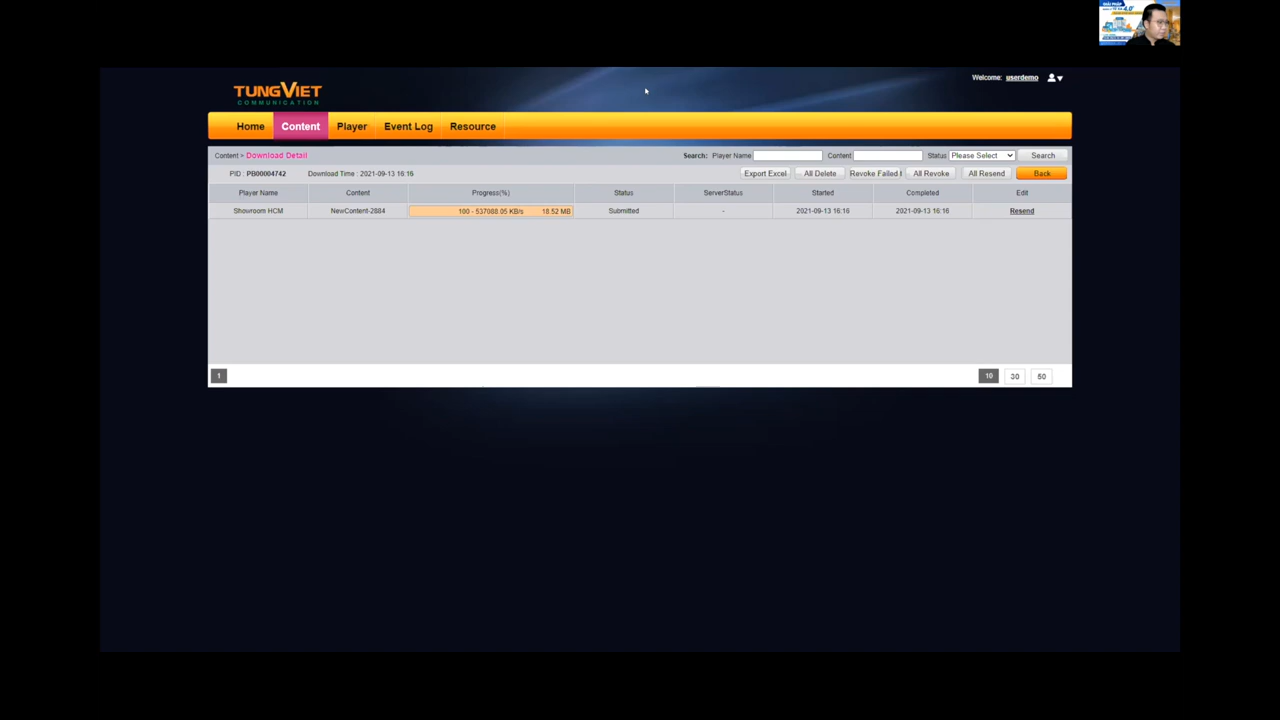 GIẢI PHÁP
4.0
TUNGVIET
COMMUNICATION
Welcome: userdemo
Home Content Player Event Log Resource
Content > Download Detail
Search: Player Name Content Status Please Select Search
PID : PB00004742 Download Time : 2021-09-13 16:16
Export Excel All Delete Revoke Failed All Revoke All Resend Back
Player Name Content Progress(%) Status ServerStatus Started Completed Edit
Showroom HCM NewContent-2884 100 - 537088.05 KB/s 18.52 MB Submitted - 2021-09-13 16:16 2021-09-13 16:16 Resend
1 10 30 50